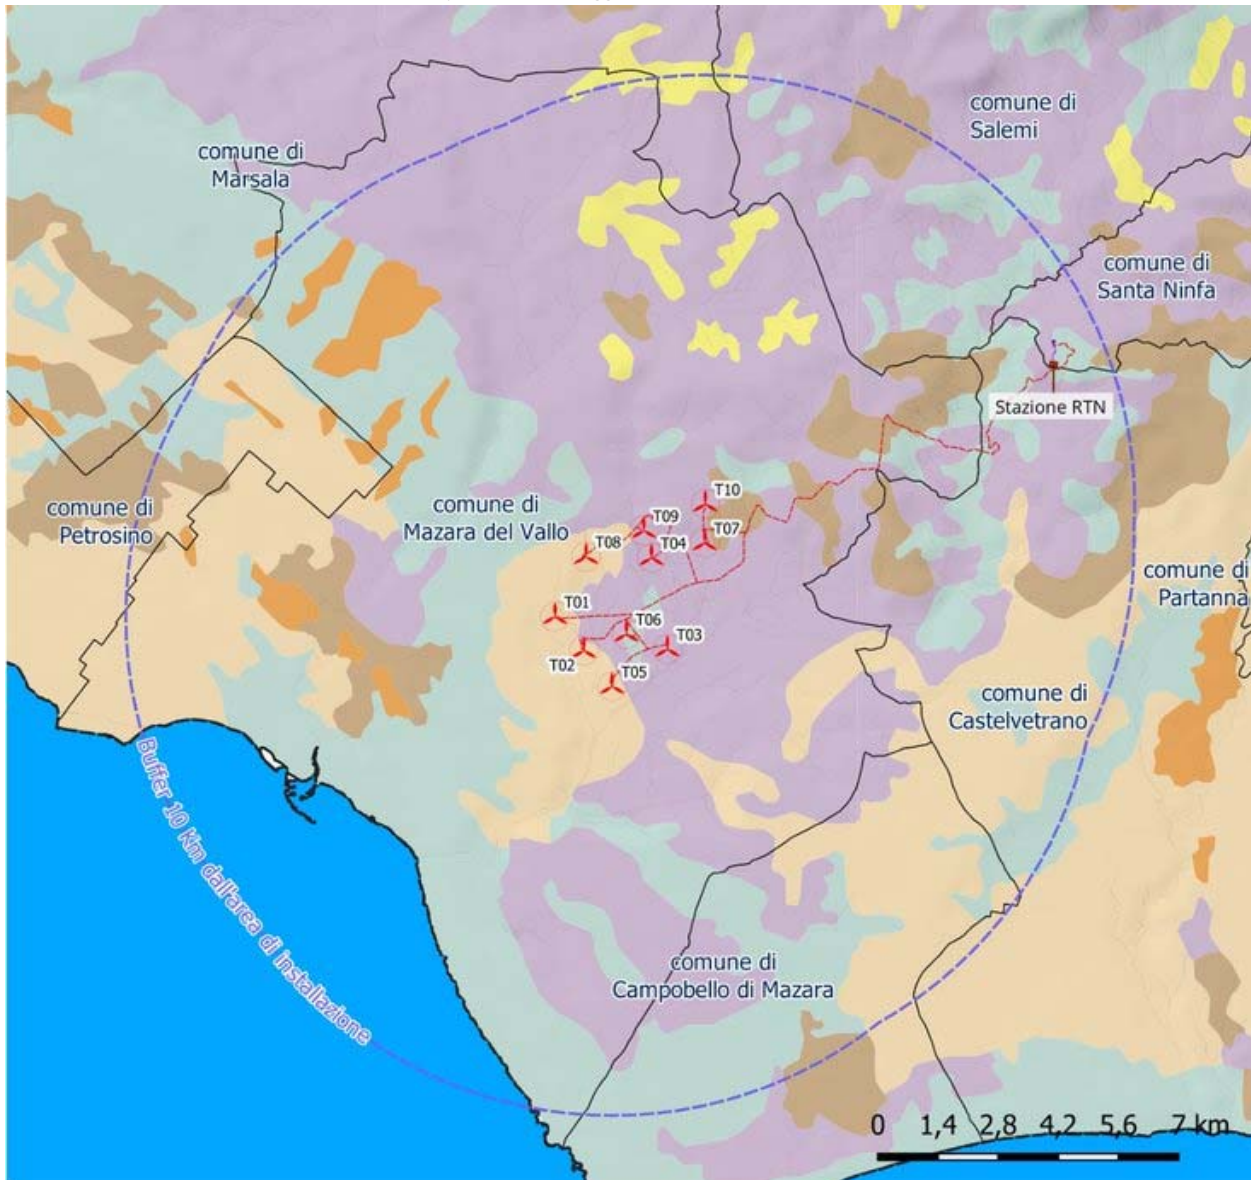 comune di
Salemi
comune di
Marsala
comune di
Santa Ninfa
Stazione RTN
comune di
Petrosino
comune di
Mazara del Vallo
T10
T09
T08
T04
T07
comune di
Partanna
T01
T06
T03
T02
T05
comune di
Castelvetrano
Buffer 10 Km dall'area di installazione
comune di
Campobello di Mazara
0 1,4 2,8 4,2 5,6 7 km